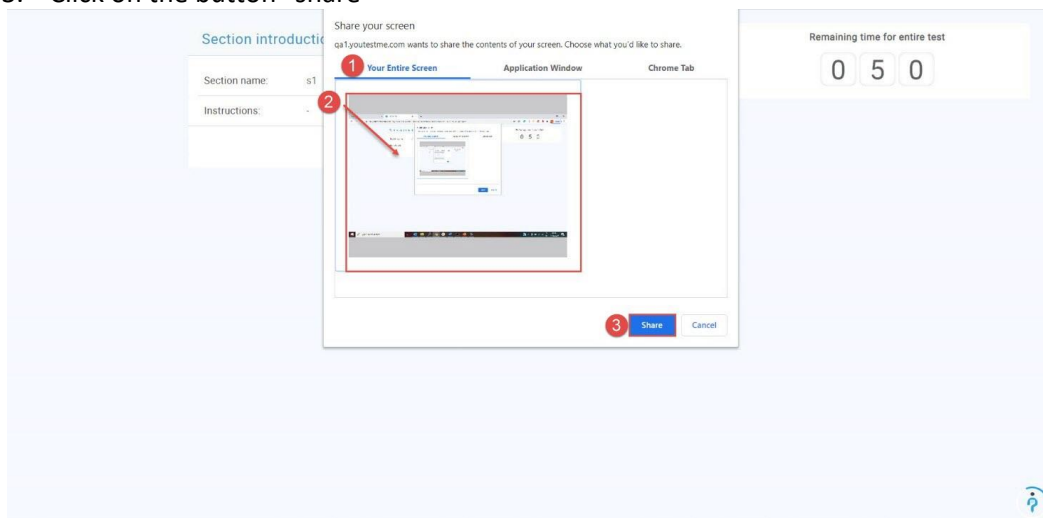 Click on the button "share"
Share your screen
Section introductio
qa1.youtestme.com wants to share the contents of your screen. Choose what you'd like to share.
Remaining time for entire test
1 Your Entire Screen Application Window Chrome Tab
0 5 0
Section name: s1
2
Instructions: -
3 Share Cancel